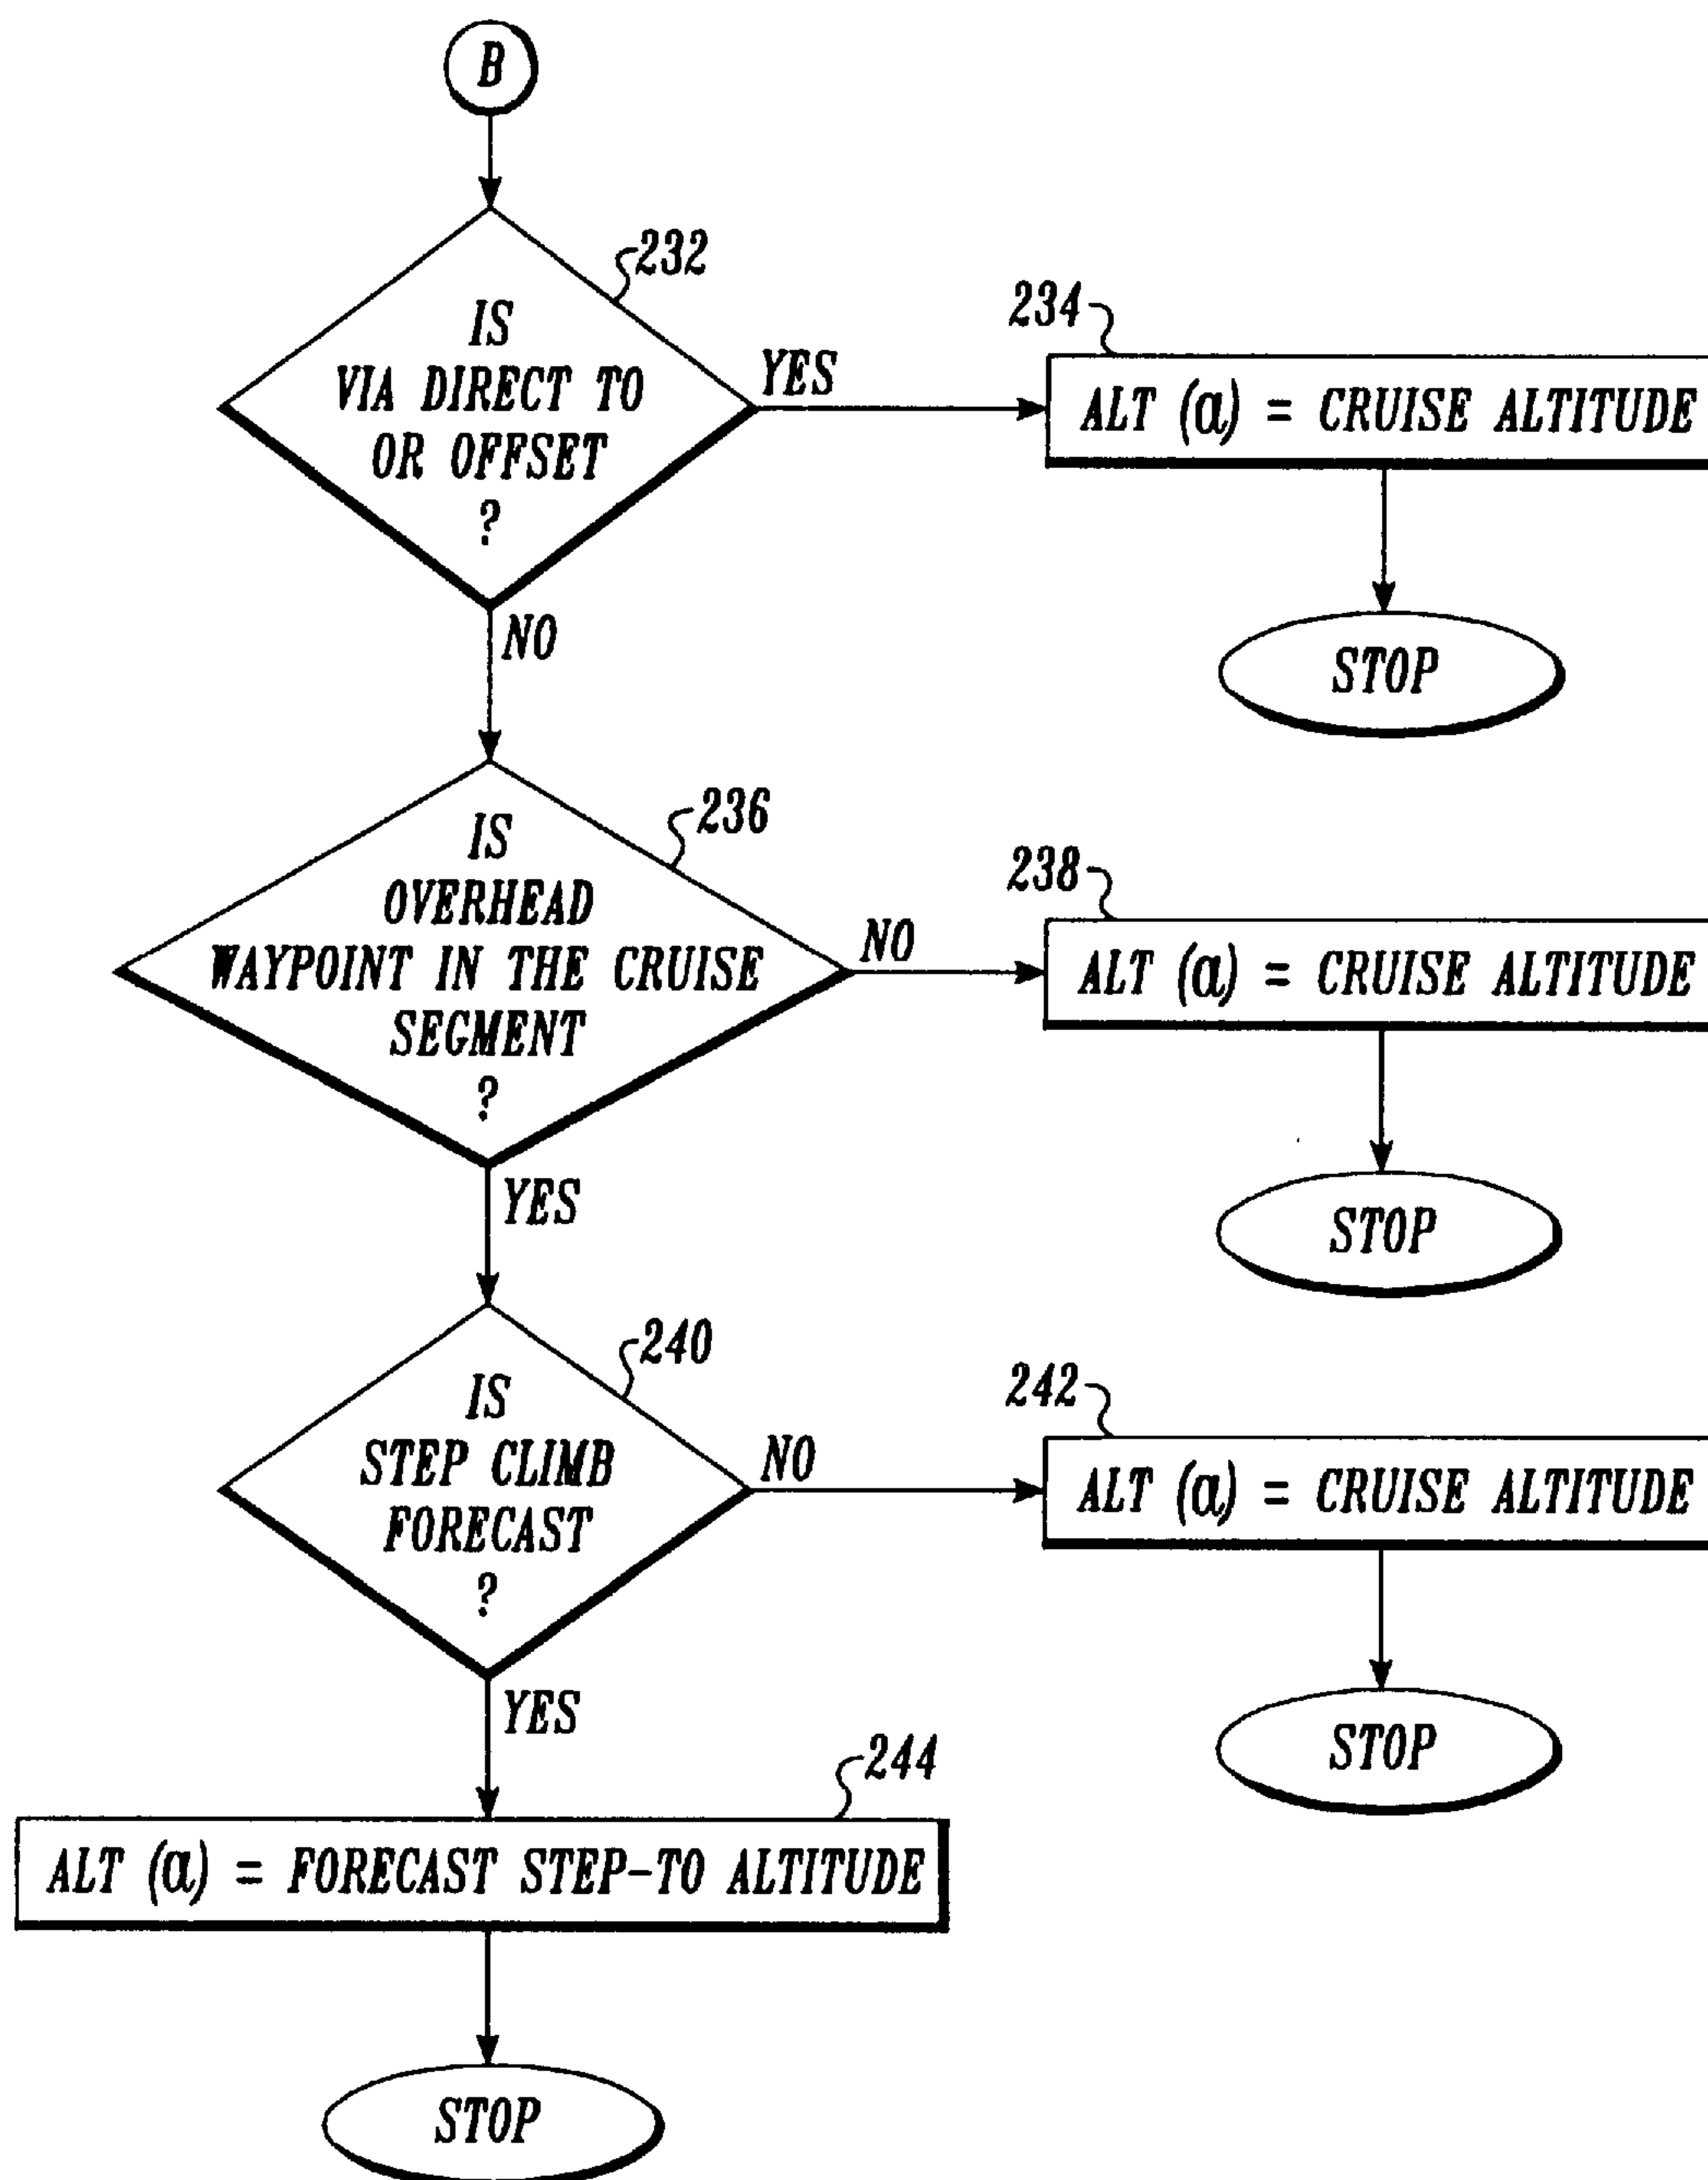 B
232
IS
VIA DIRECT TO
OR OFFSET
?
YES
234
ALT (α) = CRUISE ALTITUDE
STOP
NO
236
IS
OVERHEAD
WAYPOINT IN THE CRUISE
SEGMENT
?
NO
238
ALT (α) = CRUISE ALTITUDE
STOP
YES
240
IS
STEP CLIMB
FORECAST
?
NO
242
ALT (α) = CRUISE ALTITUDE
STOP
YES
244
ALT (α) = FORECAST STEP-TO ALTITUDE
STOP